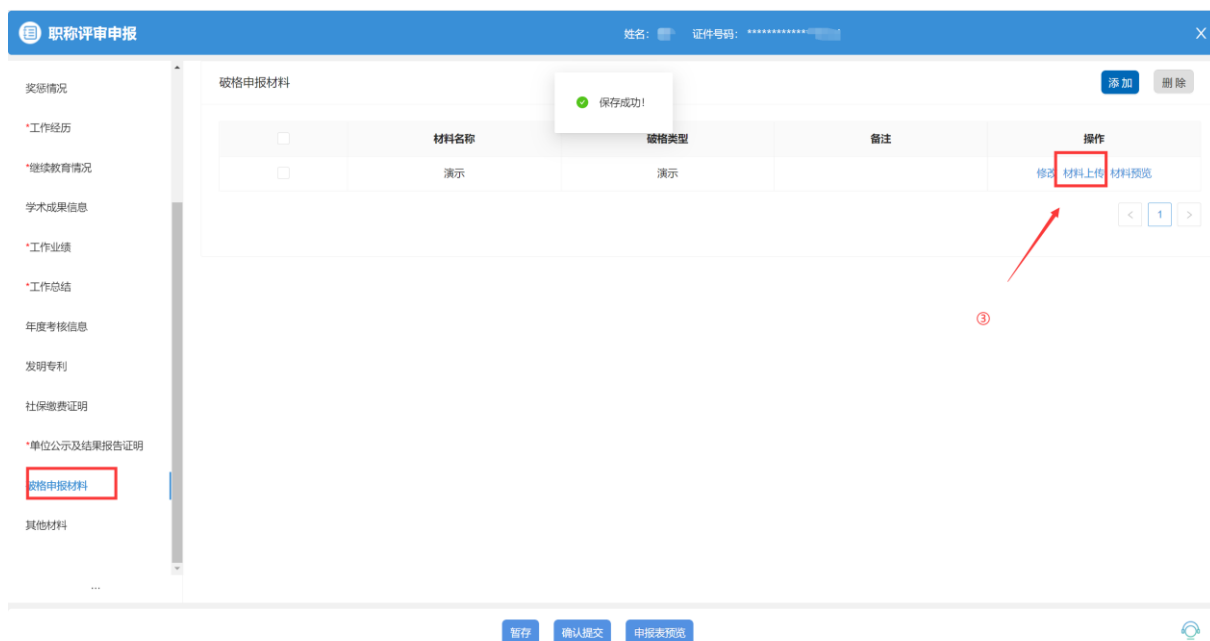 职称评审申报
姓名： 证件号码：************
X
奖惩情况
*工作经历
*继续教育情况
学术成果信息
*工作业绩
*工作总结
年度考核信息
发明专利
社保缴费证明
*单位公示及结果报告证明
破格申报材料
其他材料
...
破格申报材料
添加 删除
保存成功！
材料名称 破格类型 备注 操作
演示 演示 修改 材料上传 材料预览
< 1 >
③
暂存 确认提交 申报表预览